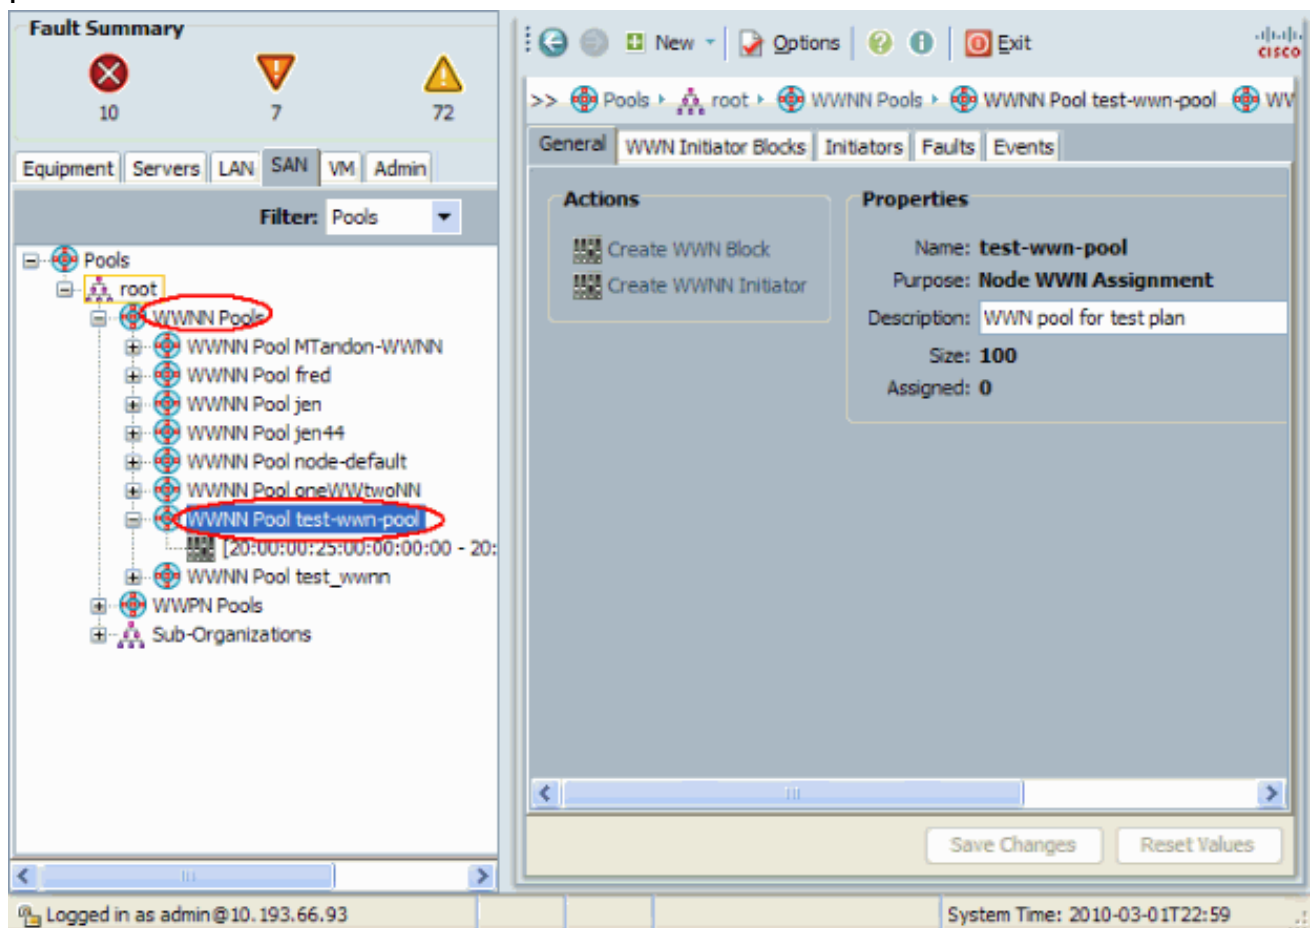 Fault Summary
10 7 72
Equipment Servers LAN SAN VM Admin
Filter: Pools
Pools
root
WWNN Pools
WWNN Pool MTandon-WWNN
WWNN Pool fred
WWNN Pool jen
WWNN Pool jen44
WWNN Pool node-default
WWNN Pool oneWWtwoNN
WWNN Pool test-wwn-pool
[20:00:00:25:00:00:00:00 - 20:
WWNN Pool test_wwnn
WWPN Pools
Sub-Organizations
New Options Exit
CISCO
>> Pools root WWNN Pools WWNN Pool test-wwn-pool WW
General WWN Initiator Blocks Initiators Faults Events
Actions
Create WWN Block
Create WWNN Initiator
Properties
Name: test-wwn-pool
Purpose: Node WWN Assignment
Description: WWN pool for test plan
Size: 100
Assigned: 0
Save Changes Reset Values
Logged in as admin@10.193.66.93
System Time: 2010-03-01T22:59